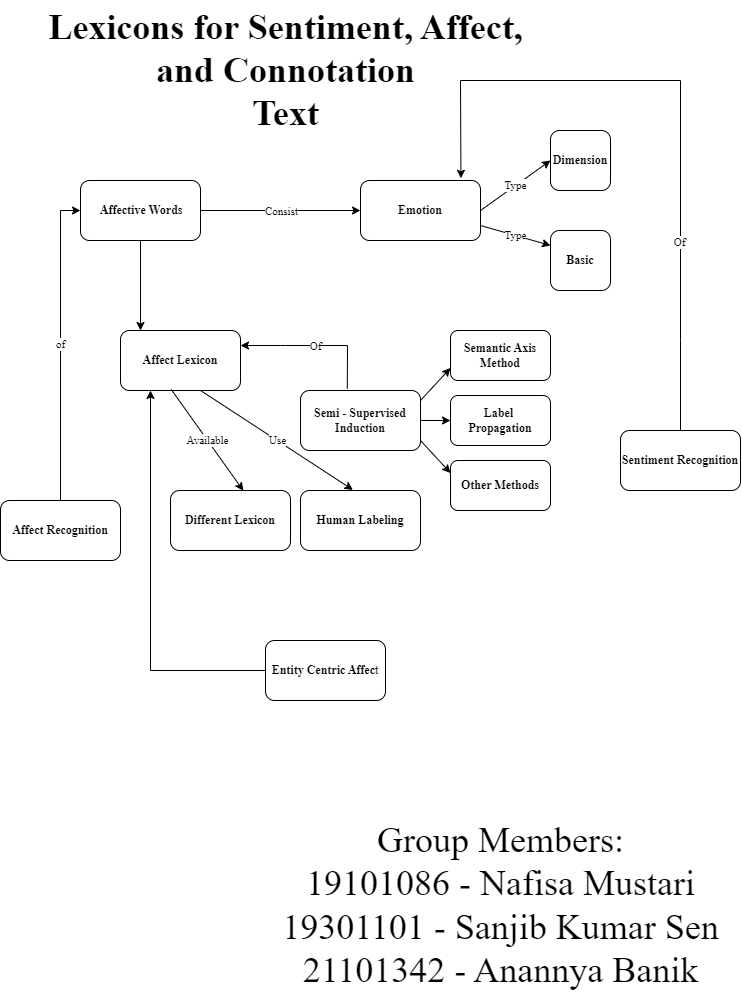 Lexicons for Sentiment, Affect,
and Connotation
Text
Dimension
Type
Affective Words
Consist
Emotion
Type
Of
Basic
of
Affect Lexicon
Of
Semantic Axis
Method
Semi - Supervised
Induction
Label
Propagation
Available
Use
Sentiment Recognition
Other Methods
Affect Recognition
Different Lexicon
Human Labeling
Entity Centric Affect
Group Members:
19101086 - Nafisa Mustari
19301101 - Sanjib Kumar Sen
21101342 - Anannya Banik